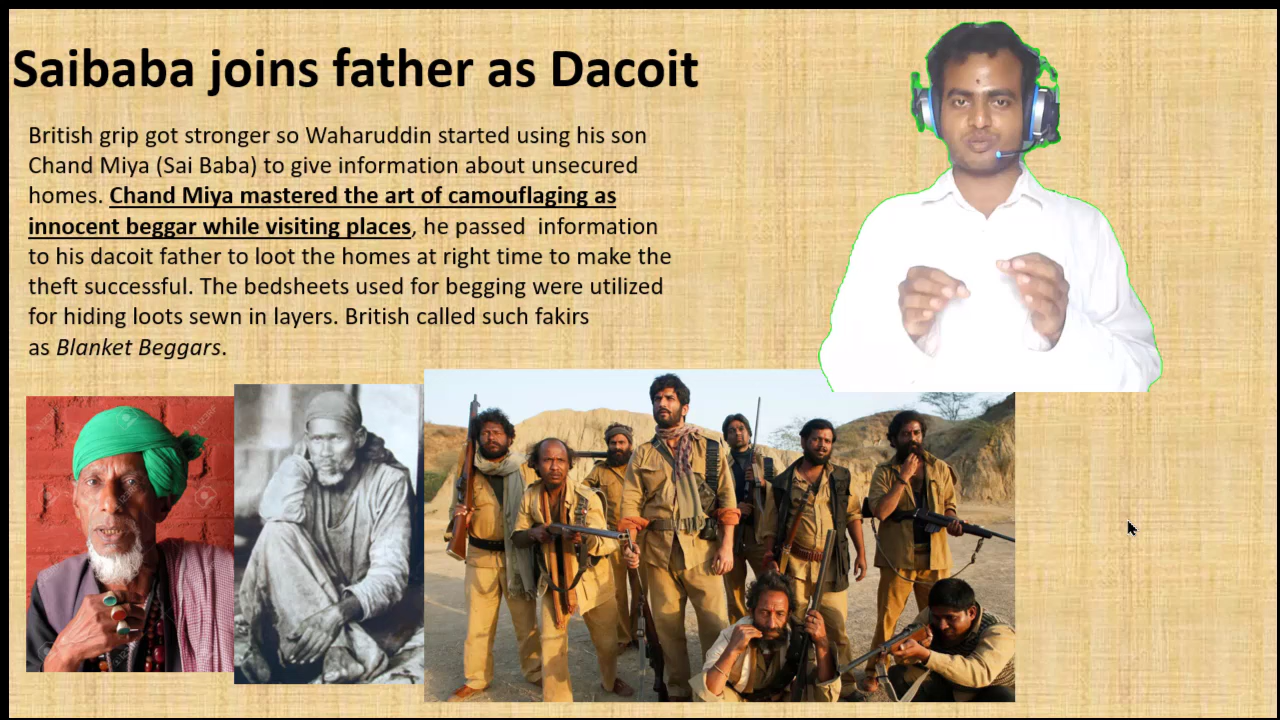 Saibaba joins father as Dacoit
British grip got stronger so Waharuddin started using his son
Chand Miya (Sai Baba) to give information about unsecured
homes. Chand Miya mastered the art of camouflaging as
innocent beggar while visiting places, he passed  information
to his dacoit father to loot the homes at right time to make the
theft successful. The bedsheets used for begging were utilized
for hiding loots sewn in layers. British called such fakirs
as Blanket Beggars.